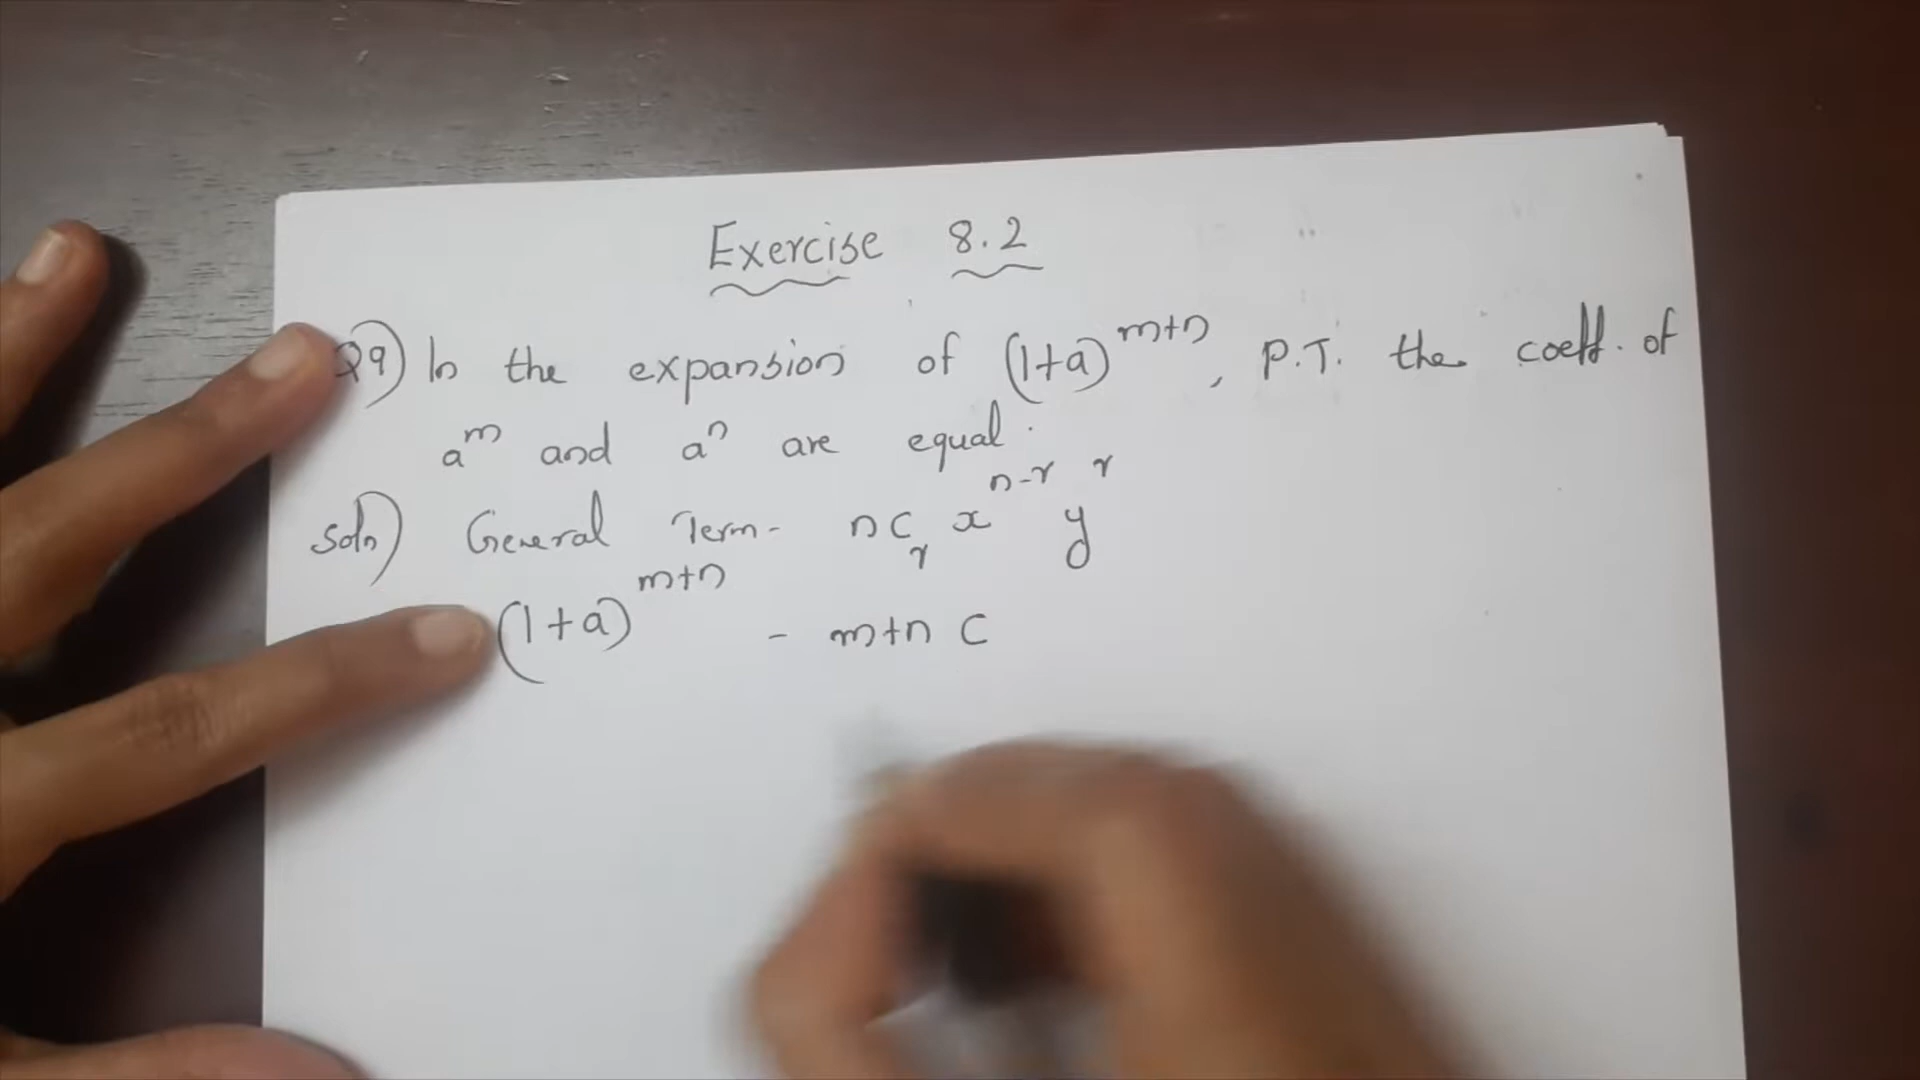 Exercise 8.2
Q9) In the expansion of (1+a)^m+n, P.T. the coeff. of
a^m and a^n are equal.
Soln) General Term - nC_r x^n-r y^r
(1+a)^m+n - m+n C